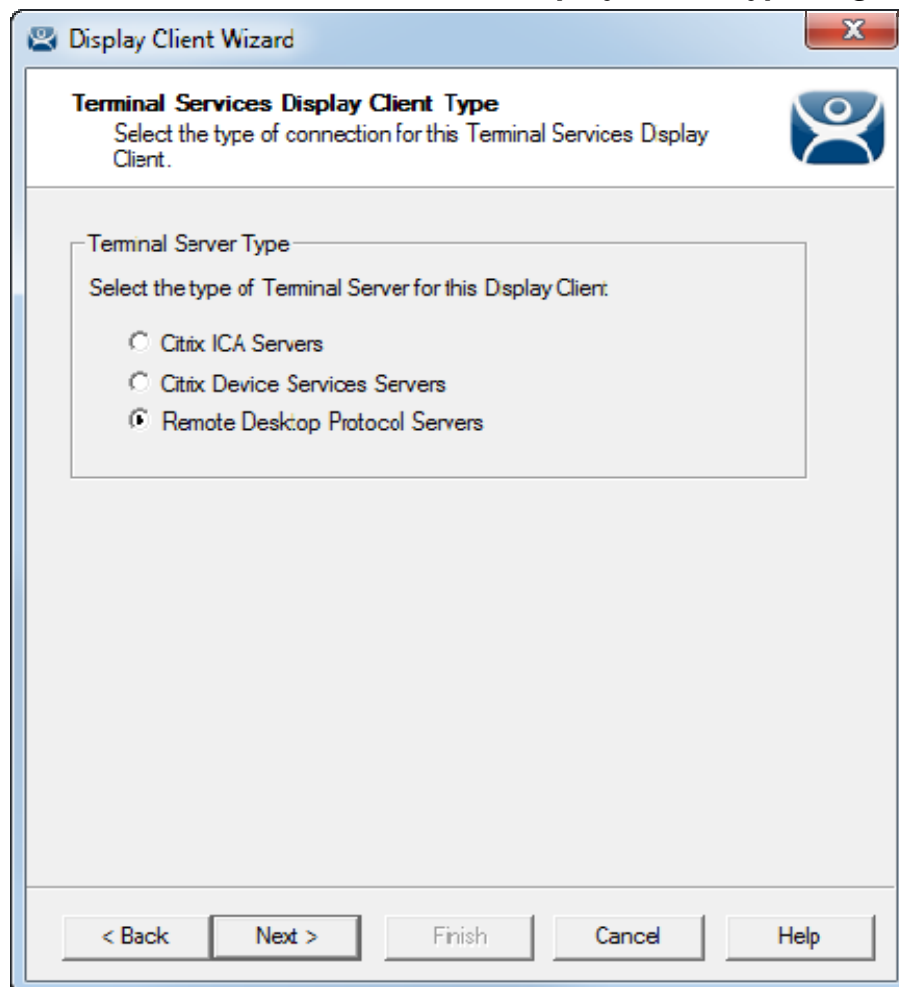 Display Client Wizard
Terminal Services Display Client Type
Select the type of connection for this Terminal Services Display
Client.
Terminal Server Type
Select the type of Terminal Server for this Display Client.
Citrix ICA Servers
Citrix Device Services Servers
Remote Desktop Protocol Servers
< Back
Next >
Finish
Cancel
Help